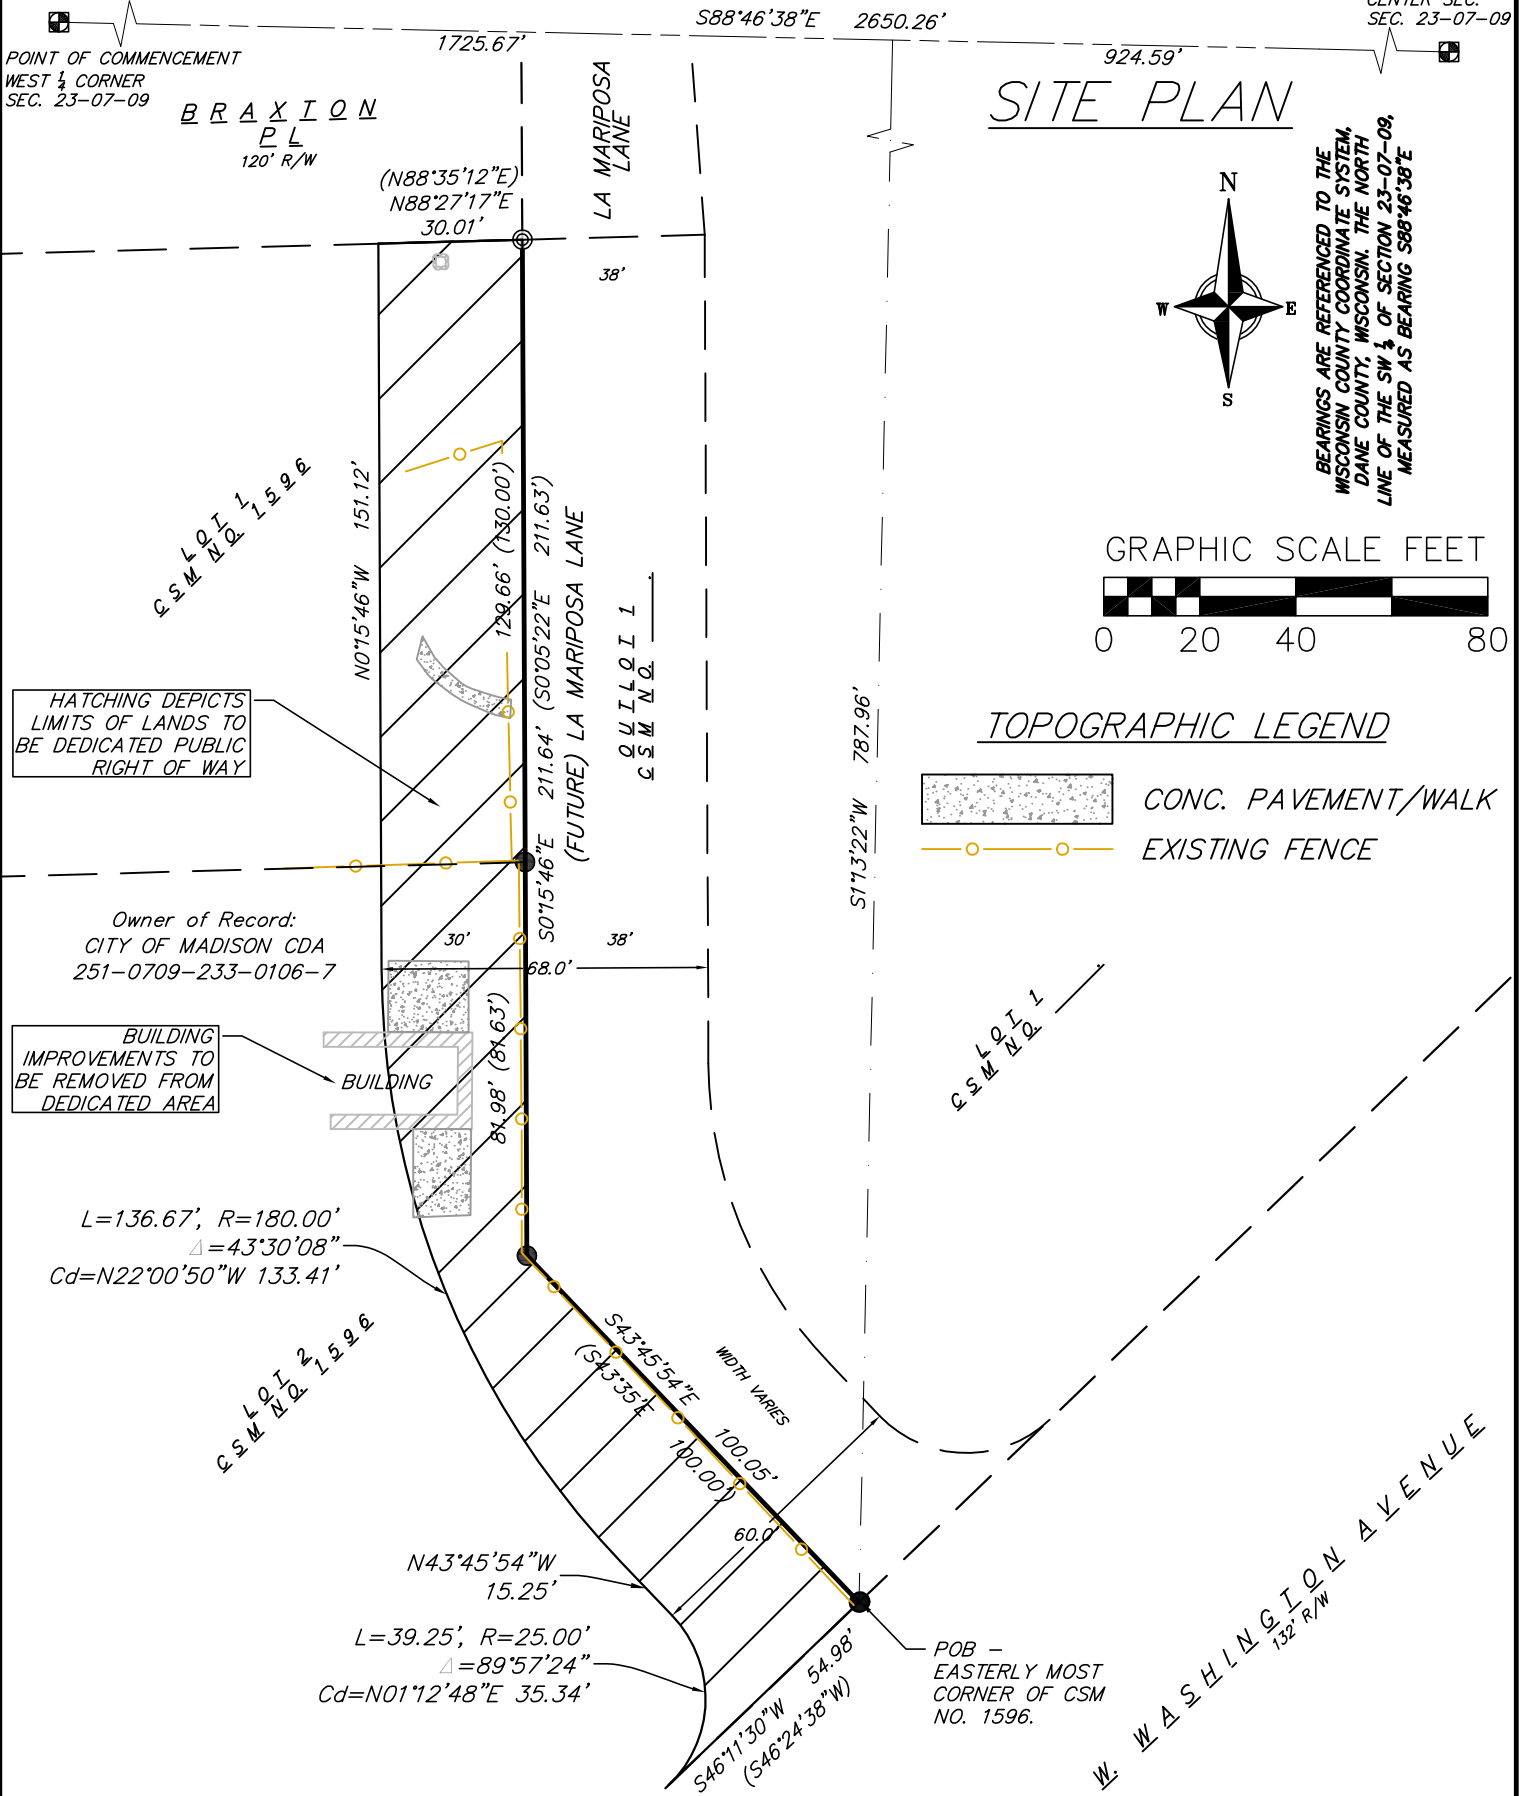 S88°46'38"E 2650.26'
CENTER SEC.
SEC. 23-07-09
1725.67'
924.59'
POINT OF COMMENCEMENT
WEST 1/4 CORNER
SEC. 23-07-09
BRAXTON
PL
120' R/W
LA MARIPOSA
LANE
SITE PLAN
(N88°35'12"E)
N88°27'17"E
30.01'
38'
N
W
E
S
BEARINGS ARE REFERENCED TO THE
WISCONSIN COUNTY COORDINATE SYSTEM,
DANE COUNTY, WISCONSIN. THE NORTH
LINE OF THE SW 1/4 OF SECTION 23-07-09,
MEASURED AS BEARING S88°46'38"E
LOT 1
CSM NO. 1596
N0°15'46"W 151.12'
129.66' (130.00')
S0°15'46"E 211.64' (S0°05'22"E 211.63')
(FUTURE) LA MARIPOSA LANE
OUTLOT 1
CSM NO.
GRAPHIC SCALE FEET
0 20 40 80
HATCHING DEPICTS
LIMITS OF LANDS TO
BE DEDICATED PUBLIC
RIGHT OF WAY
S1°13'22"W 787.96'
TOPOGRAPHIC LEGEND
CONC. PAVEMENT/WALK
EXISTING FENCE
Owner of Record:
CITY OF MADISON CDA
251-0709-233-0106-7
30'
38'
68.0'
BUILDING
IMPROVEMENTS TO
BE REMOVED FROM
DEDICATED AREA
BUILDING
81.98' (81.63')
LOT 1
CSM NO.
L=136.67', R=180.00'
△=43°30'08"
Cd=N22°00'50"W 133.41'
LOT 2
CSM NO. 1596
S43°45'54"E 100.05'
(S43°35'E 100.00')
WIDTH VARIES
60.0
N43°45'54"W
15.25'
L=39.25', R=25.00'
△=89°57'24"
Cd=N01°12'48"E 35.34'
S46°11'30"W 54.98'
(S46°24'38"W)
POB -
EASTERLY MOST
CORNER OF CSM
NO. 1596.
W. WASHINGTON AVENUE
132' R/W